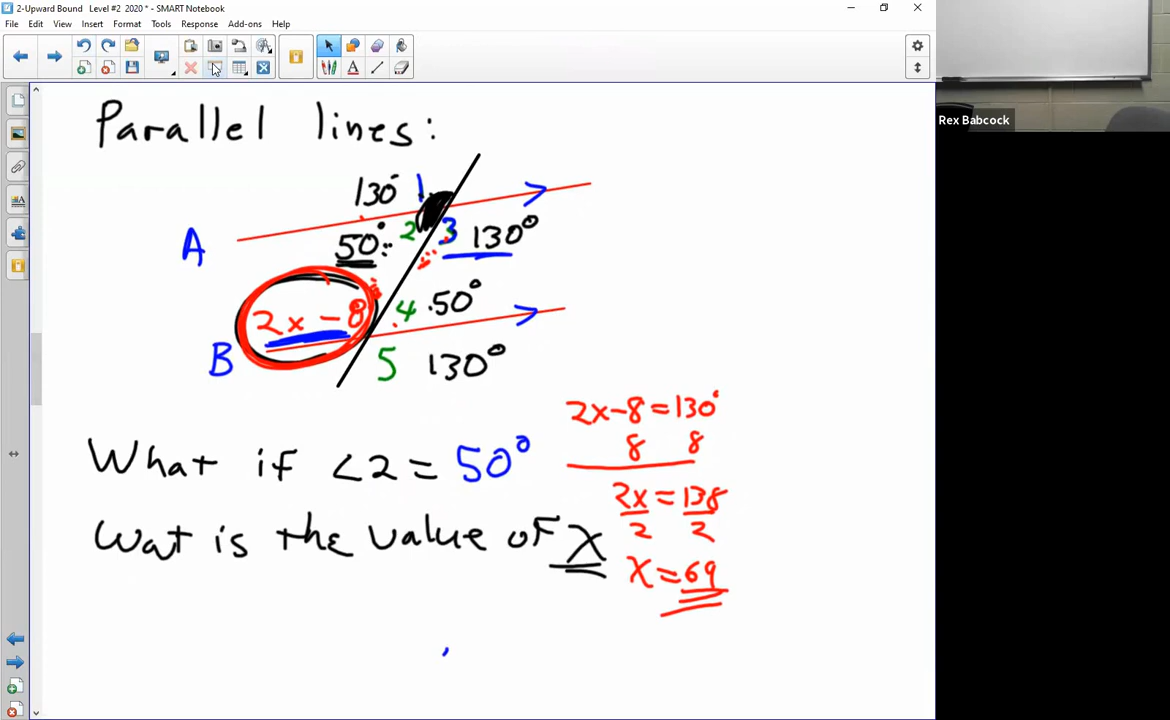 2-Upward Bound Level #2 2020 * - SMART Notebook
File Edit View Insert Format Tools Response Add-ons Help
Rex Babcock
Parallel lines:
130° 1
A 50° 2 3 130°
2x - 8 4 50°
B 5 130°
2x-8=130°
8 8
What if <2 = 50°
2x = 138
2 2
Wat is the value of x
x = 69